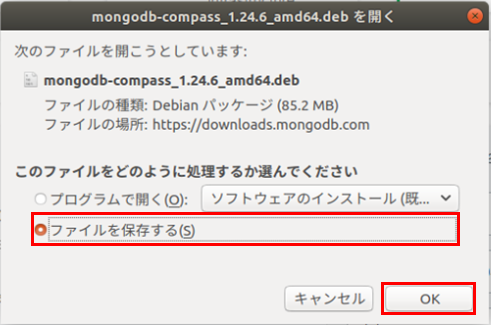 mongodb-compass_1.24.6_amd64.deb を開く
次のファイルを開こうとしています:
mongodb-compass_1.24.6_amd64.deb
ファイルの種類: Debian パッケージ (85.2 MB)
ファイルの場所: https://downloads.mongodb.com
このファイルをどのように処理するか選んでください
プログラムで開く(O): ソフトウェアのインストール (既...
ファイルを保存する(S)
キャンセル OK